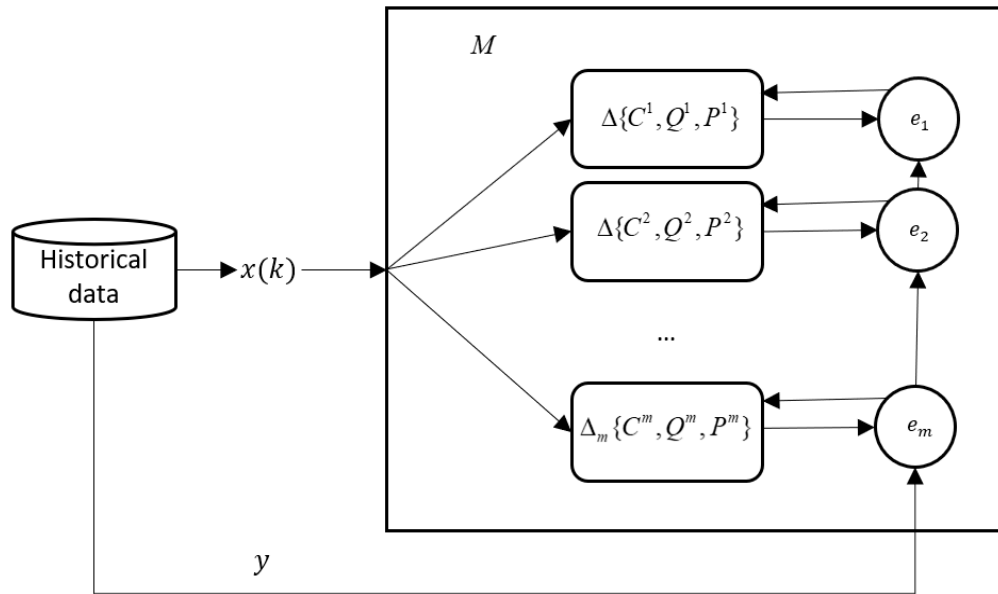 M
Δ{C¹,Q¹,P¹}
e₁
Δ{C²,Q²,P²}
e₂
Historical
data
x(k)
...
Δₘ{Cᵐ,Qᵐ,Pᵐ}
eₘ
y